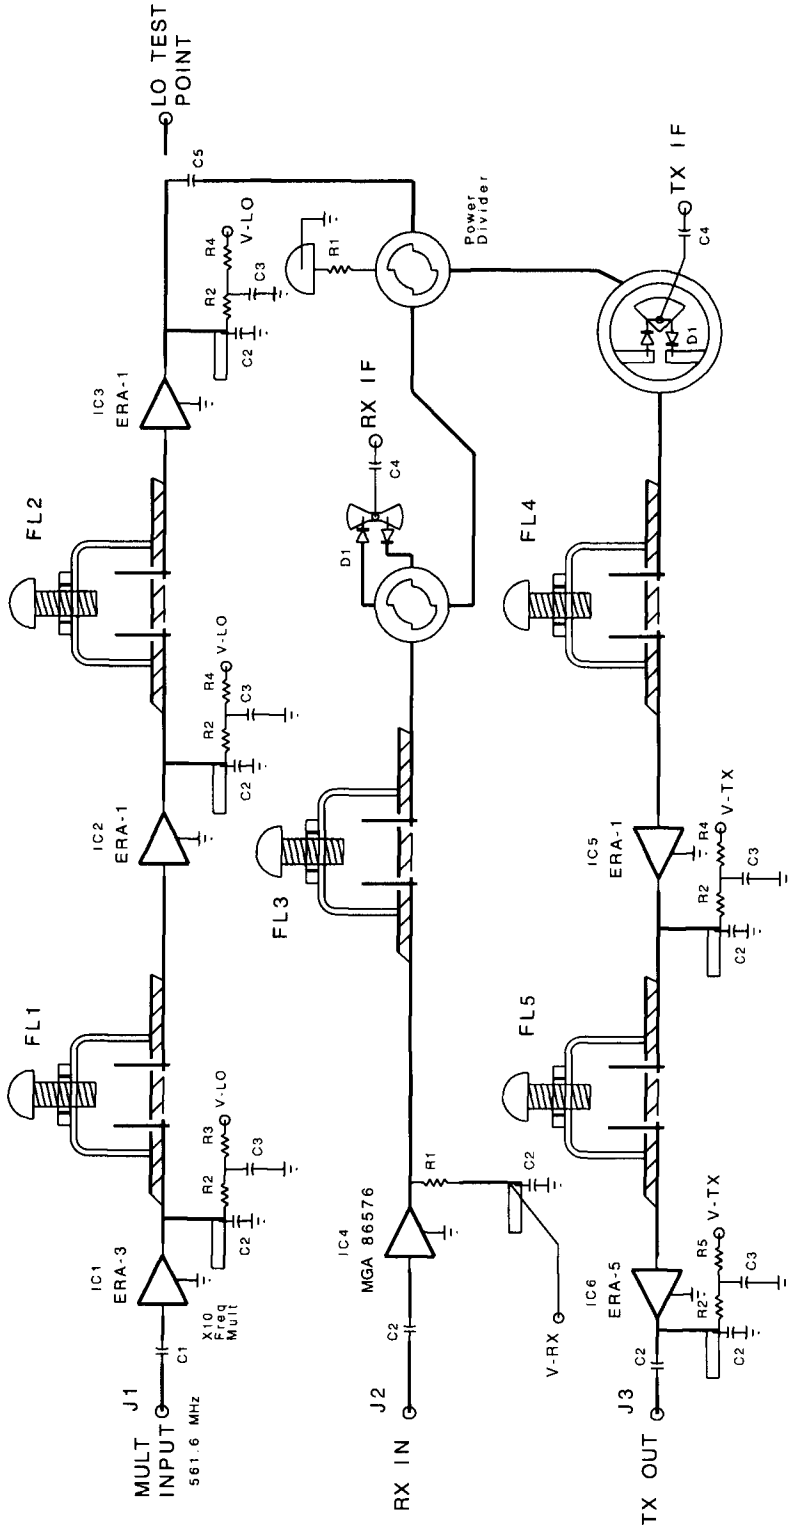 J1
MULT
INPUT
561.6 MHz
C1
IC1
ERA-3
X10
Freq
Mult
C2
R2
R3
C3
V-LO
FL1
IC2
ERA-1
C2
R2
R4
C3
V-LO
FL2
IC3
ERA-1
C2
R2
R4
C3
V-LO
C5
LO TEST
POINT
J2
RX IN
C2
IC4
MGA 86576
R1
C2
V-RX
FL3
D1
C4
RX IF
R1
Power
Divider
J3
TX OUT
C2
IC6
ERA-5
C2
R2
R5
C3
V-TX
FL5
IC5
ERA-1
C2
R2
R4
C3
V-TX
FL4
D1
C4
TX IF